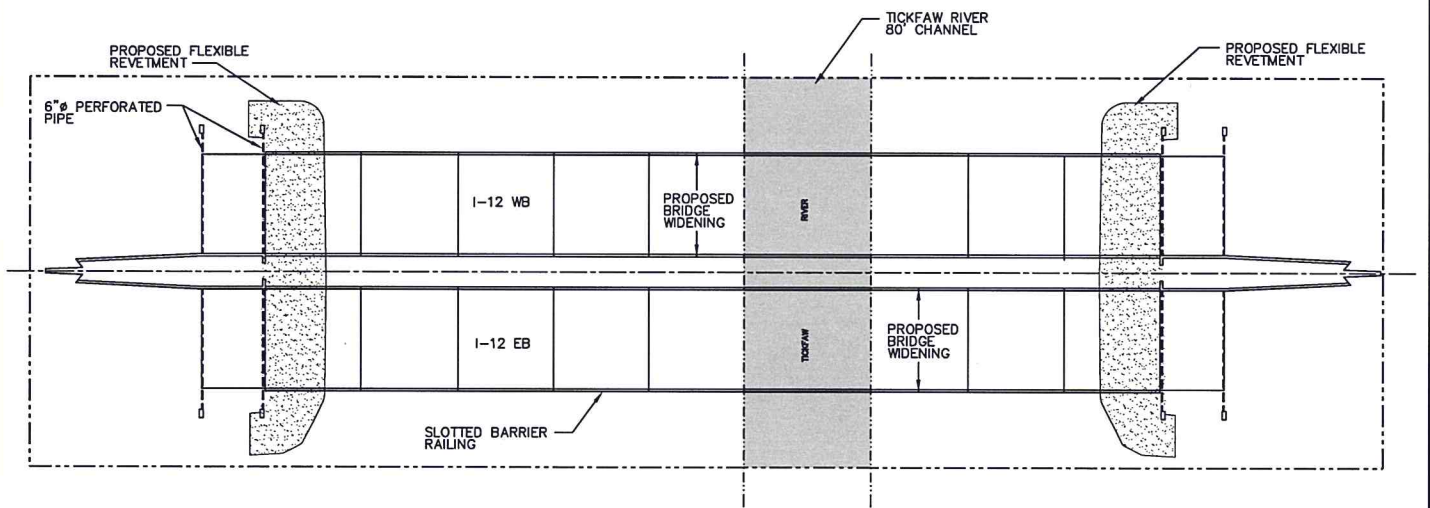 TICKFAW RIVER
80' CHANNEL
PROPOSED FLEXIBLE
REVETMENT
PROPOSED FLEXIBLE
REVETMENT
6"ø PERFORATED
PIPE
I-12 WB
PROPOSED
BRIDGE
WIDENING
RIVER
I-12 EB
PROPOSED
BRIDGE
WIDENING
TICKFAW
SLOTTED BARRIER
RAILING